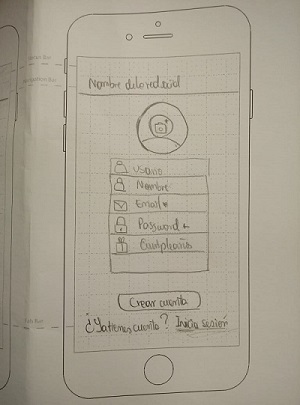 Nombre de la red social
Usuario
Nombre
Email
Password
Cumpleaños
Crear cuenta
¿Ya tienes cuenta? Inicia sesión